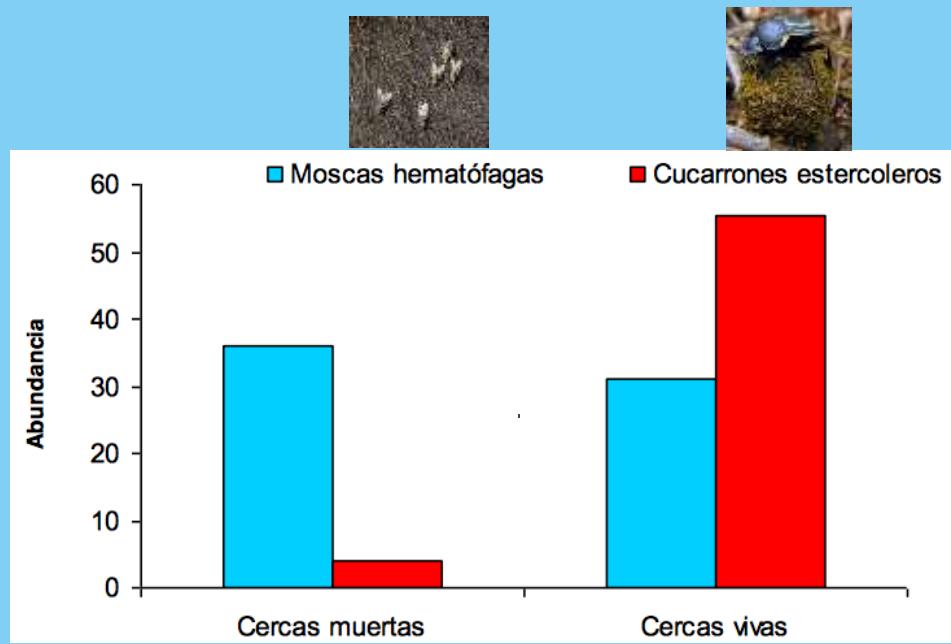 Moscas hematófagas
Cucarrones estercoleros
60
50
40
30
20
10
0
Abundancia
Cercas muertas
Cercas vivas